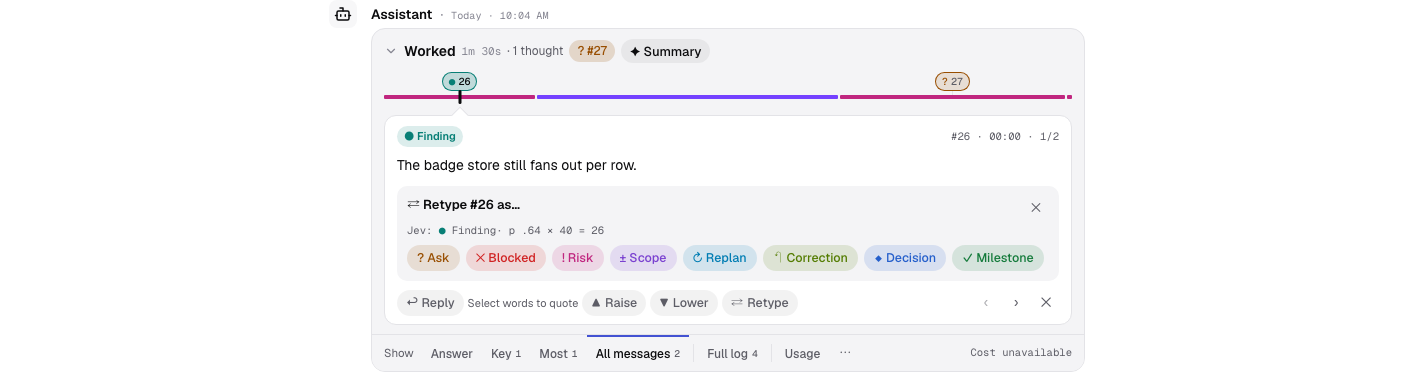 Assistant · Today · 10:04 AM
Worked 1m 30s · 1 thought ? #27 ✦ Summary
● 26 ? 27
● Finding #26 · 00:00 · 1/2
The badge store still fans out per row.
⇄ Retype #26 as… ×
Jev: ● Finding· p .64 × 40 = 26
? Ask ✕ Blocked ! Risk ± Scope ↻ Replan ¶ Correction ◆ Decision ✓ Milestone
↩ Reply Select words to quote ▲ Raise ▼ Lower ⇄ Retype ‹ › ×
Show Answer Key 1 Most 1 All messages 2 Full log 4 Usage ··· Cost unavailable